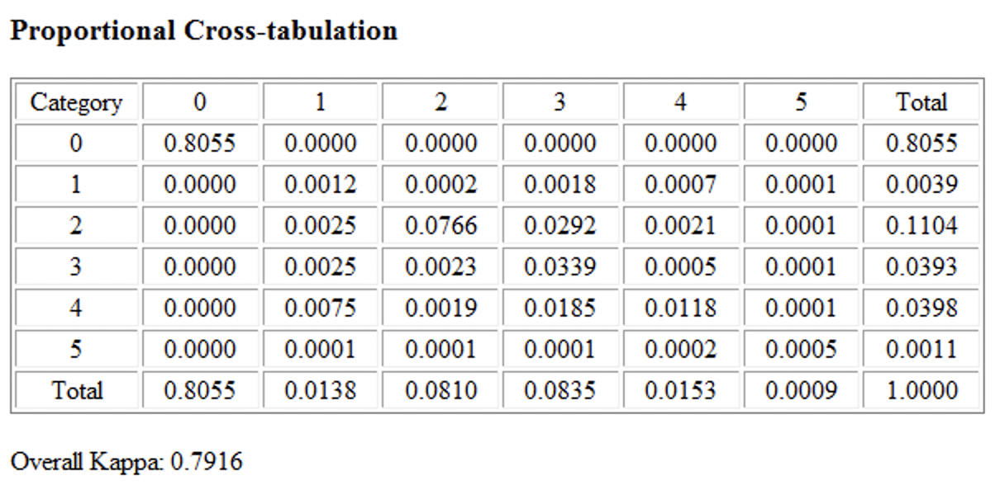 Proportional Cross-tabulation
Category 0 1 2 3 4 5 Total
0 0.8055 0.0000 0.0000 0.0000 0.0000 0.0000 0.8055
1 0.0000 0.0012 0.0002 0.0018 0.0007 0.0001 0.0039
2 0.0000 0.0025 0.0766 0.0292 0.0021 0.0001 0.1104
3 0.0000 0.0025 0.0023 0.0339 0.0005 0.0001 0.0393
4 0.0000 0.0075 0.0019 0.0185 0.0118 0.0001 0.0398
5 0.0000 0.0001 0.0001 0.0001 0.0002 0.0005 0.0011
Total 0.8055 0.0138 0.0810 0.0835 0.0153 0.0009 1.0000
Overall Kappa: 0.7916